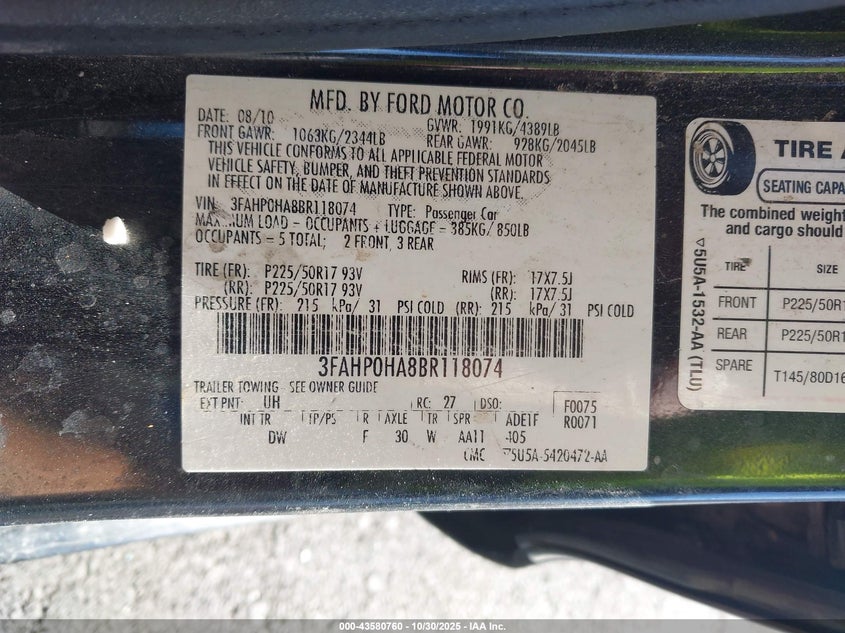 MFD. BY FORD MOTOR CO.
DATE: 08/10 GVWR: 1991KG/4389LB
FRONT GAWR: 1063KG/2344LB REAR GAWR: 928KG/2045LB
THIS VEHICLE CONFORMS TO ALL APPLICABLE FEDERAL MOTOR
VEHICLE SAFETY, BUMPER, AND THEFT PREVENTION STANDARDS
IN EFFECT ON THE DATE OF MANUFACTURE SHOWN ABOVE.
VIN: 3FAHP0HA8BR118074 TYPE: Passenger Car
MAXIMUM LOAD = OCCUPANTS + LUGGAGE = 385KG/ 850LB
OCCUPANTS = 5 TOTAL; 2 FRONT, 3 REAR
TIRE (FR): P225/50R17 93V RIMS (FR): 17X7.5J
(RR): P225/50R17 93V (RR): 17X7.5J
PRESSURE (FR): 215 kPa/ 31 PSI COLD (RR): 215 kPa/ 31 PSI COLD
3FAHP0HA8BR118074
TRAILER TOWING - SEE OWNER GUIDE
EXT PNT: UH RC: 27 DSO: F0075
INT TR TP/PS R AXLE TR SPR ADE1F R0071
DW F 30 W AA11 -105
UMC 5U5A-5420472-AA
TIRE A
SEATING CAPA
The combined weight
and cargo should
TIRE SIZE
FRONT P225/50R1
REAR P225/50R1
SPARE T145/80D16
5U5A-1532-AA (TLU)
000-43580760 - 10/30/2025 - IAA Inc.